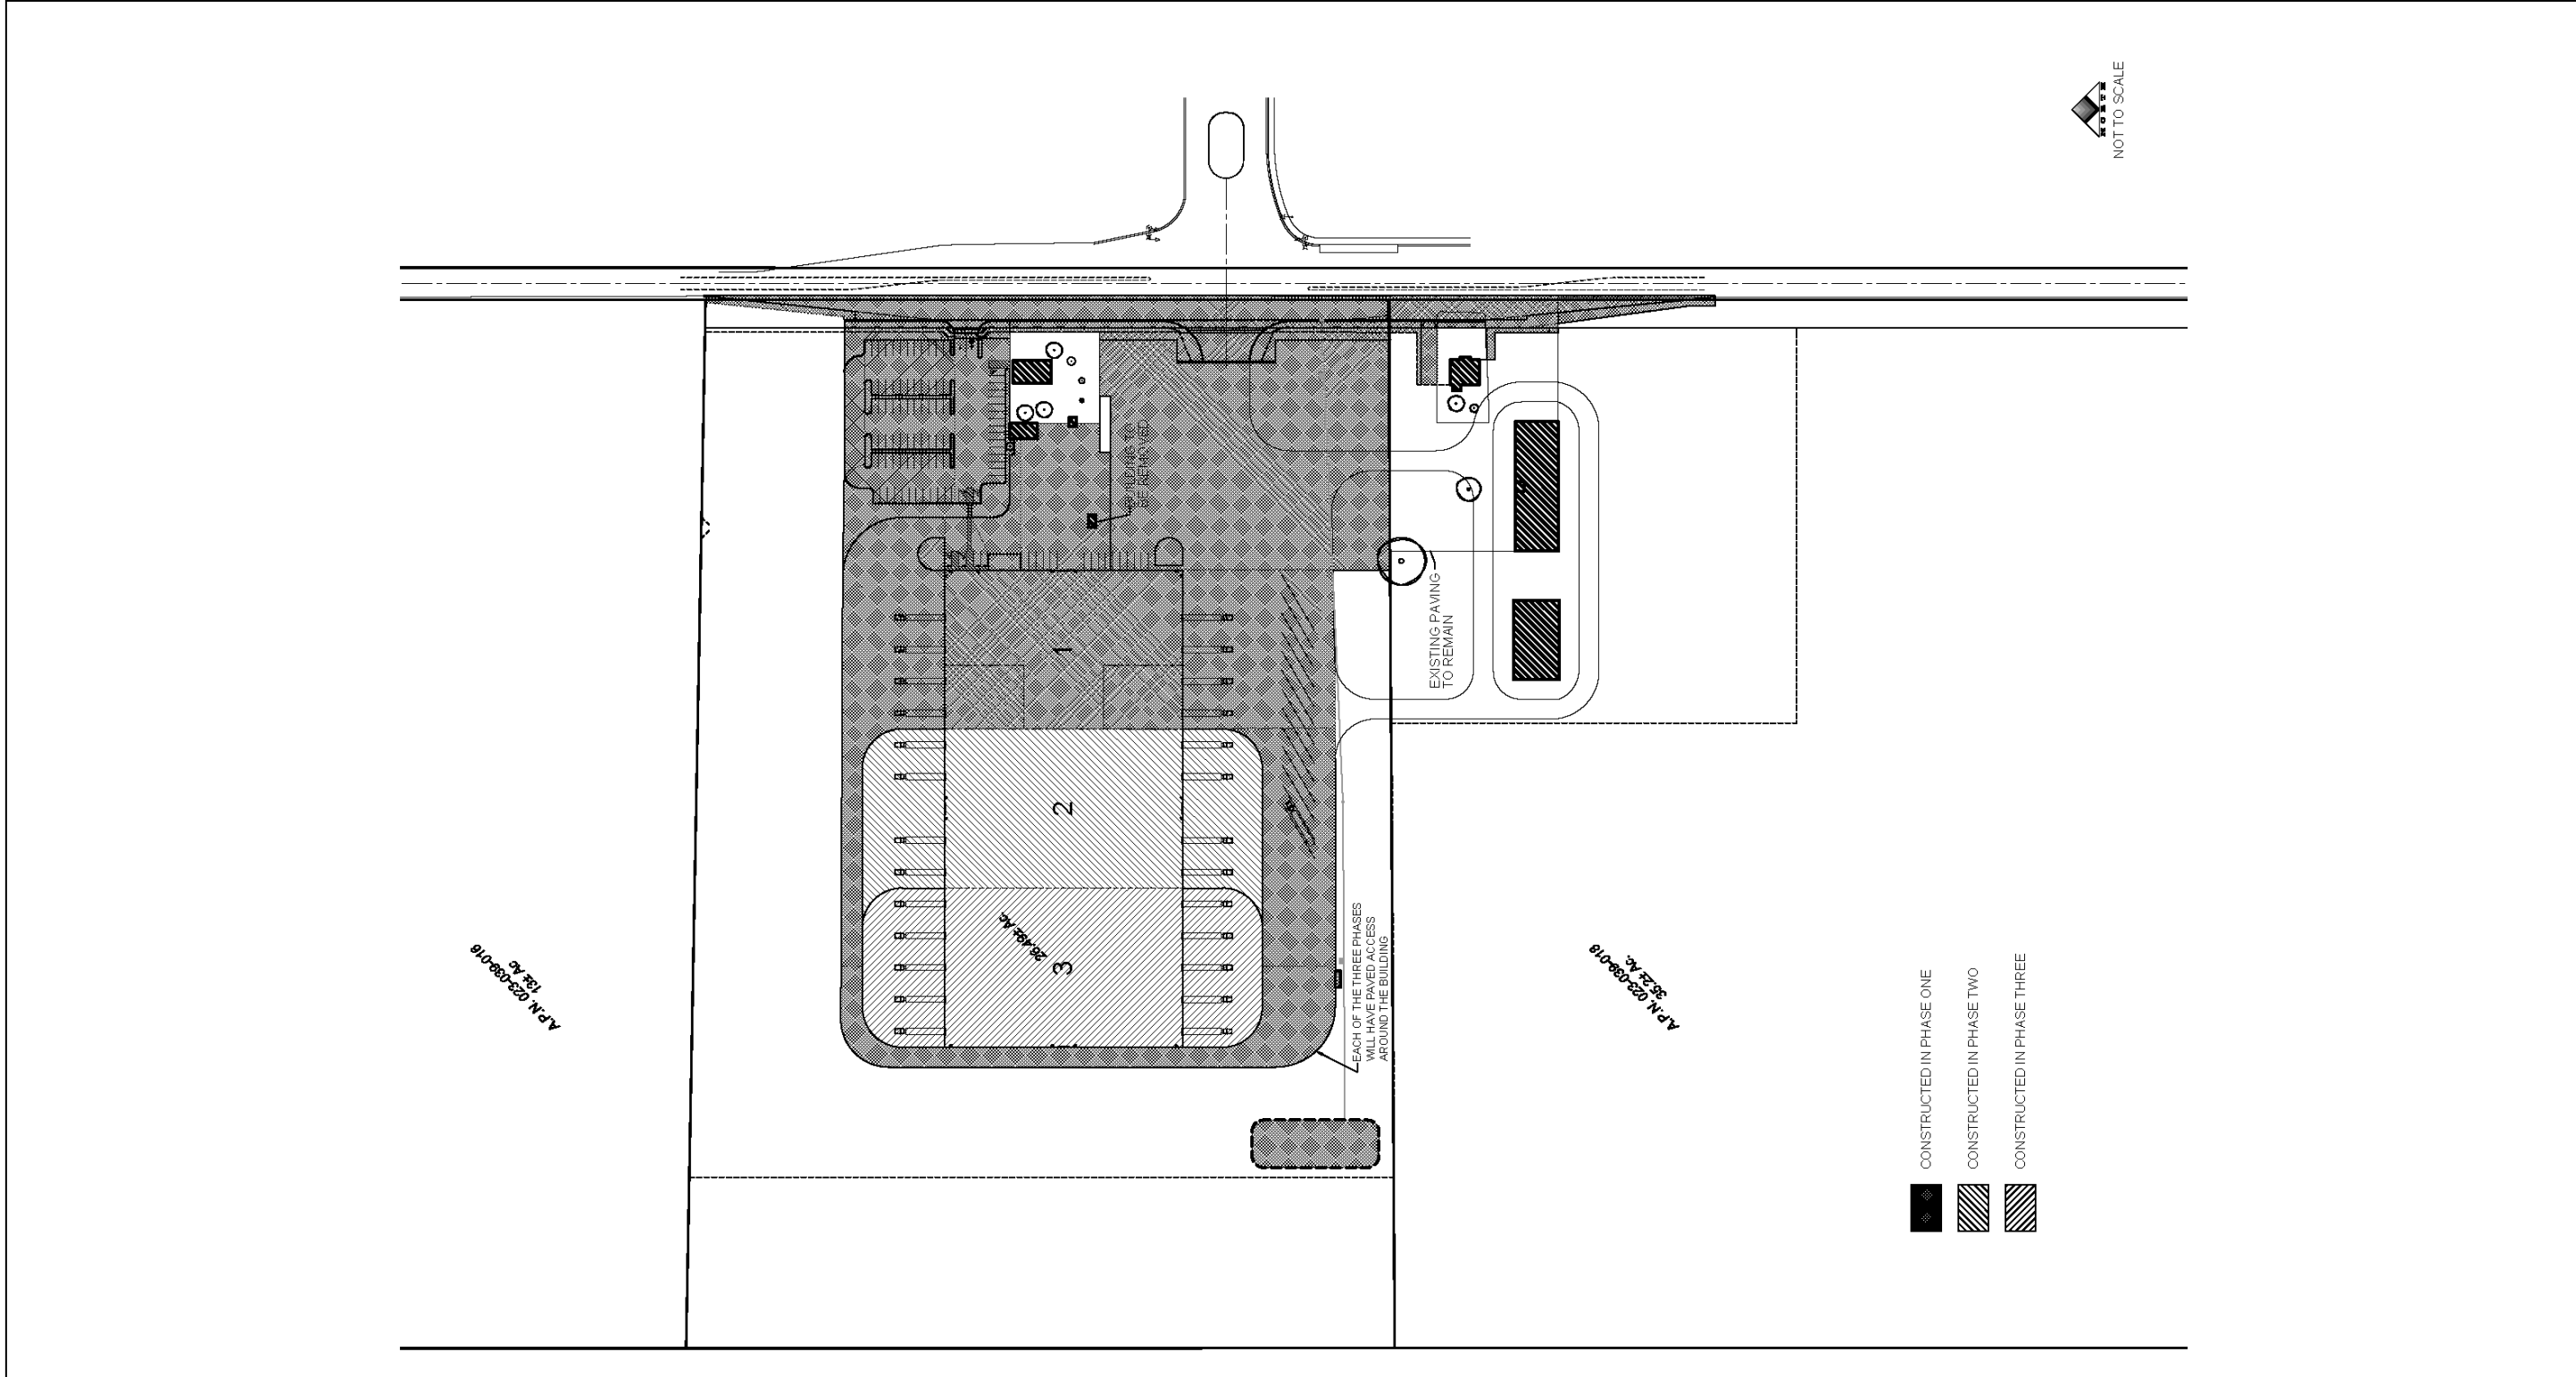 NORTH
NOT TO SCALE
BUILDING TO
BE REMOVED
EXISTING PAVING
TO REMAIN
1
2
3
26.49± Ac.
EACH OF THE THREE PHASES
WILL HAVE PAVED ACCESS
AROUND THE BUILDING
A.P.N. 023-039-016
13± Ac
A.P.N. 023-039-018
35.2± Ac.
CONSTRUCTED IN PHASE ONE
CONSTRUCTED IN PHASE TWO
CONSTRUCTED IN PHASE THREE